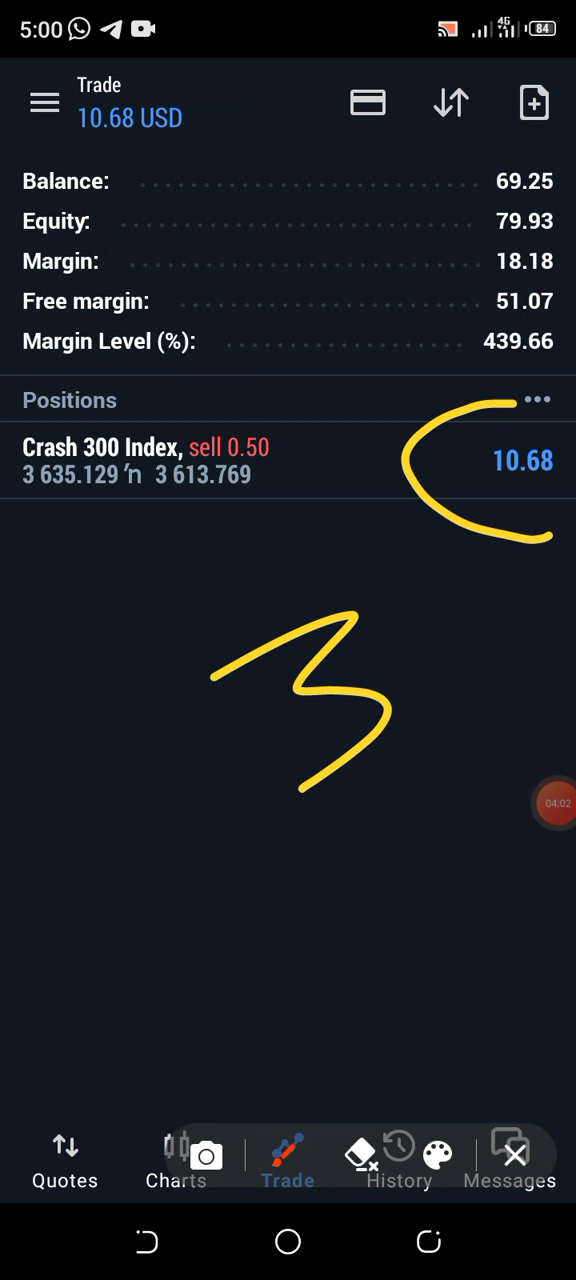 5:00 4G 84
Trade
10.68 USD
Balance: 69.25
Equity: 79.93
Margin: 18.18
Free margin: 51.07
Margin Level (%): 439.66
Positions
Crash 300 Index, sell 0.50
3 635.129 ’n 3 613.769 10.68
3
04:02
Quotes Charts Trade History Messages